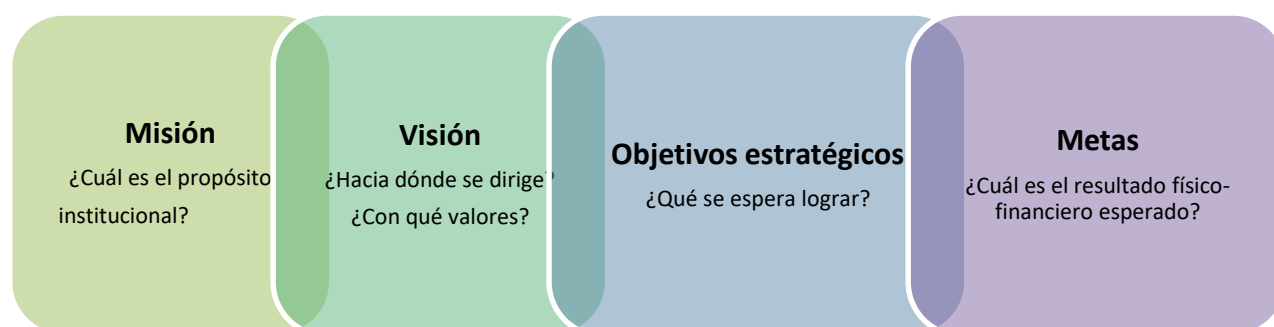 Misión
¿Cuál es el propósito
institucional?
Visión
¿Hacia dónde se dirige?
¿Con qué valores?
Objetivos estratégicos
¿Qué se espera lograr?
Metas
¿Cuál es el resultado físico-
financiero esperado?